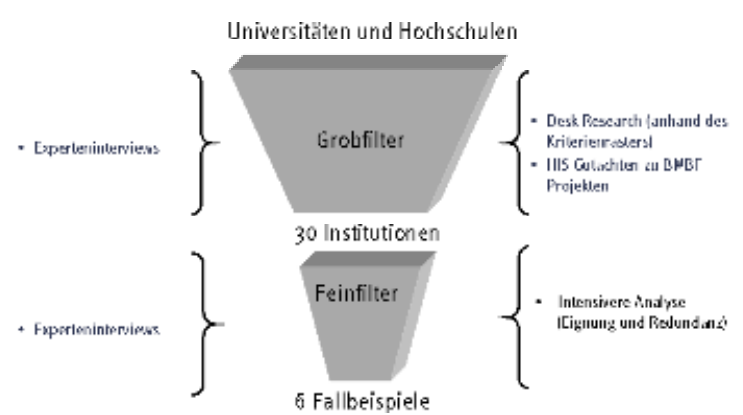 Universitäten und Hochschulen
Grobfilter
• Experteninterviews
• Desk Research (anhand des
Kriterienrasters)
• HIS Gutachten zu BMBF
Projekten
30 Institutionen
Feinfilter
• Experteninterviews
• Intensivere Analyse
(Eignung und Redundanz)
6 Fallbeispiele